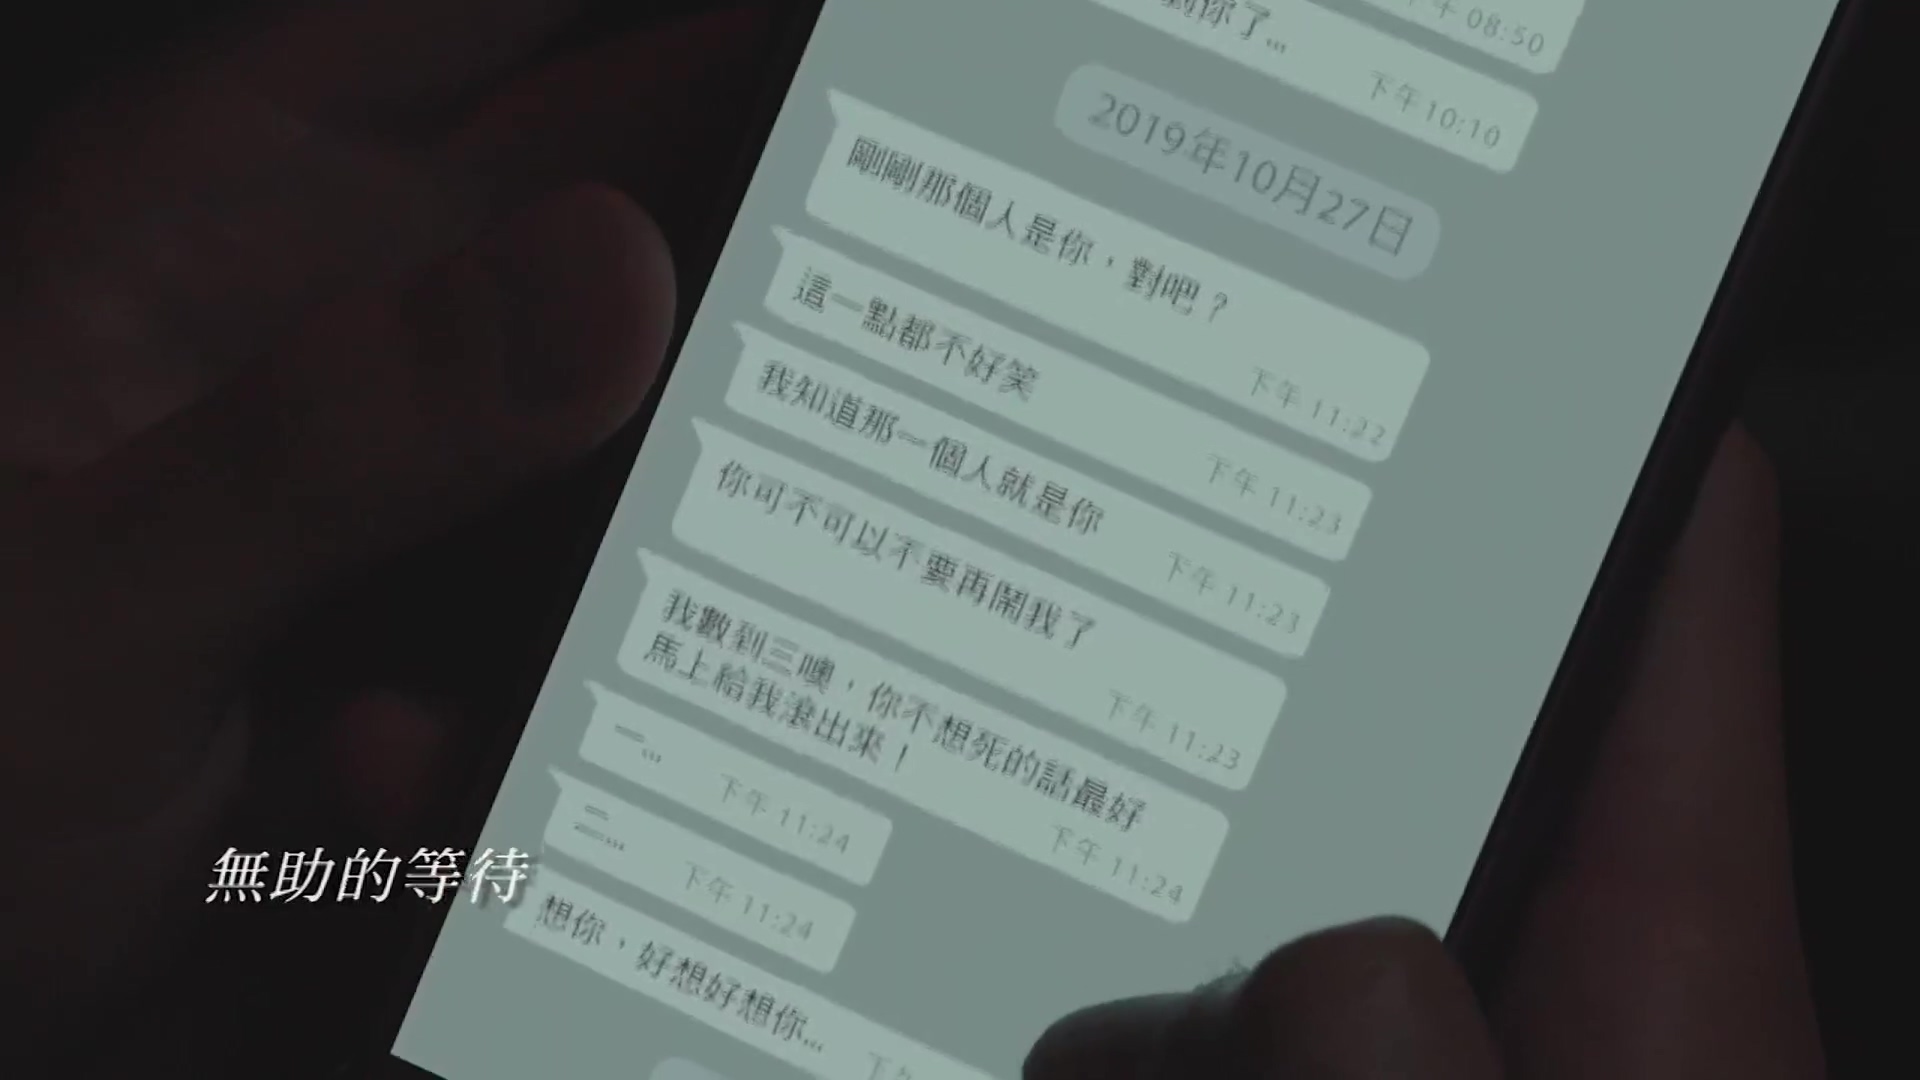 下午 08:50
到你了...
下午10:10
2019年10月27日
剛剛那個人是你，對吧？
下午 11:22
這一點都不好笑
下午 11:23
我知道那一個人就是你
下午 11:23
你可不可以不要再鬧我了
下午 11:23
我數到三噢，你不想死的話最好
馬上給我滾出來！
下午 11:24
一...
下午 11:24
二...
下午 11:24
想你，好想好想你...
下午
無助的等待